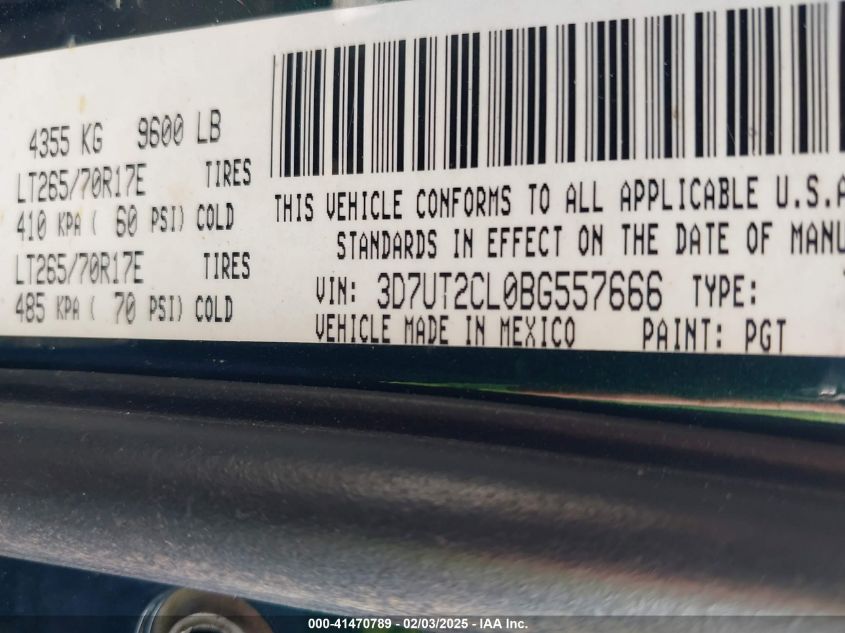 4355 KG 9600 LB
LT265/70R17E TIRES
410 KPA ( 60 PSI) COLD
LT265/70R17E TIRES
485 KPA ( 70 PSI) COLD
THIS VEHICLE CONFORMS TO ALL APPLICABLE U.S.A
STANDARDS IN EFFECT ON THE DATE OF MANU
VIN: 3D7UT2CL0BG557666 TYPE:
VEHICLE MADE IN MEXICO PAINT: PGT
000-41470789 - 02/03/2025 - IAA Inc.